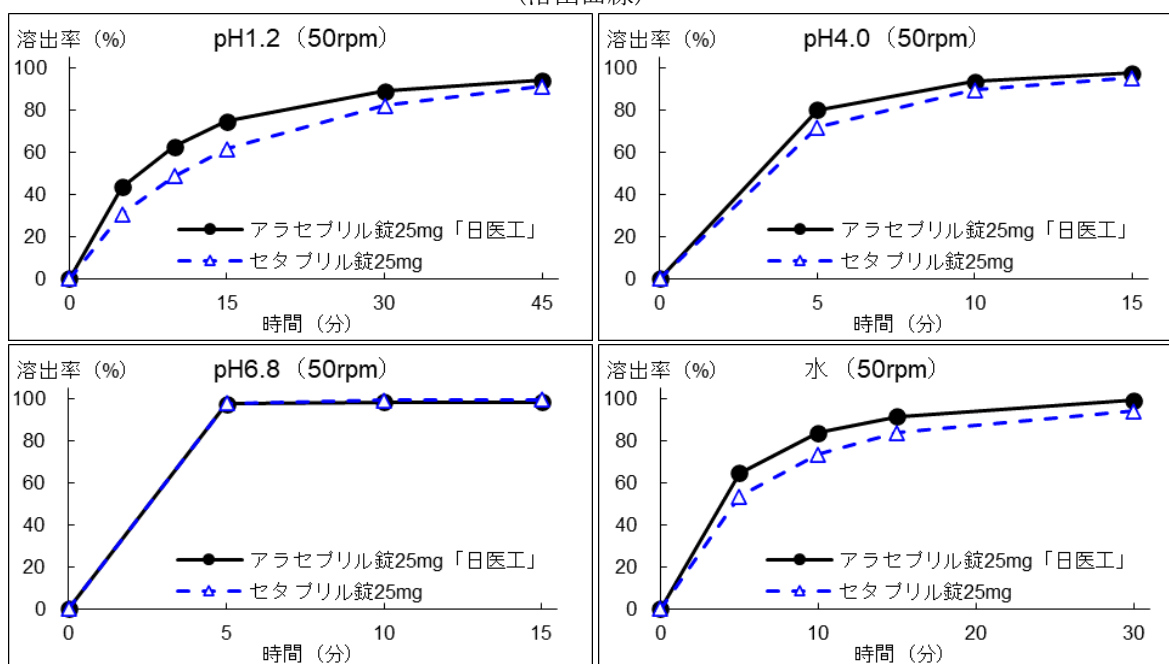 (溶出曲線)
溶出率（%）
pH1.2（50rpm）
100
80
60
40
20
0
アラセプリル錠25mg「日医工」
セタプリル錠25mg
0 15 30 45
時間（分）
溶出率（%）
pH4.0（50rpm）
100
80
60
40
20
0
アラセプリル錠25mg「日医工」
セタプリル錠25mg
0 5 10 15
時間（分）
溶出率（%）
pH6.8（50rpm）
100
80
60
40
20
0
アラセプリル錠25mg「日医工」
セタプリル錠25mg
0 5 10 15
時間（分）
溶出率（%）
水（50rpm）
100
80
60
40
20
0
アラセプリル錠25mg「日医工」
セタプリル錠25mg
0 10 20 30
時間（分）